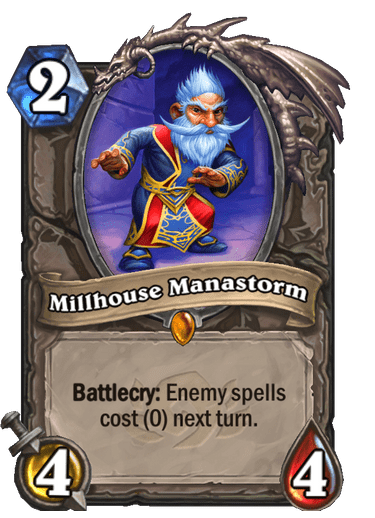 2
Millhouse Manastorm
Battlecry: Enemy spells
cost (0) next turn.
4
4